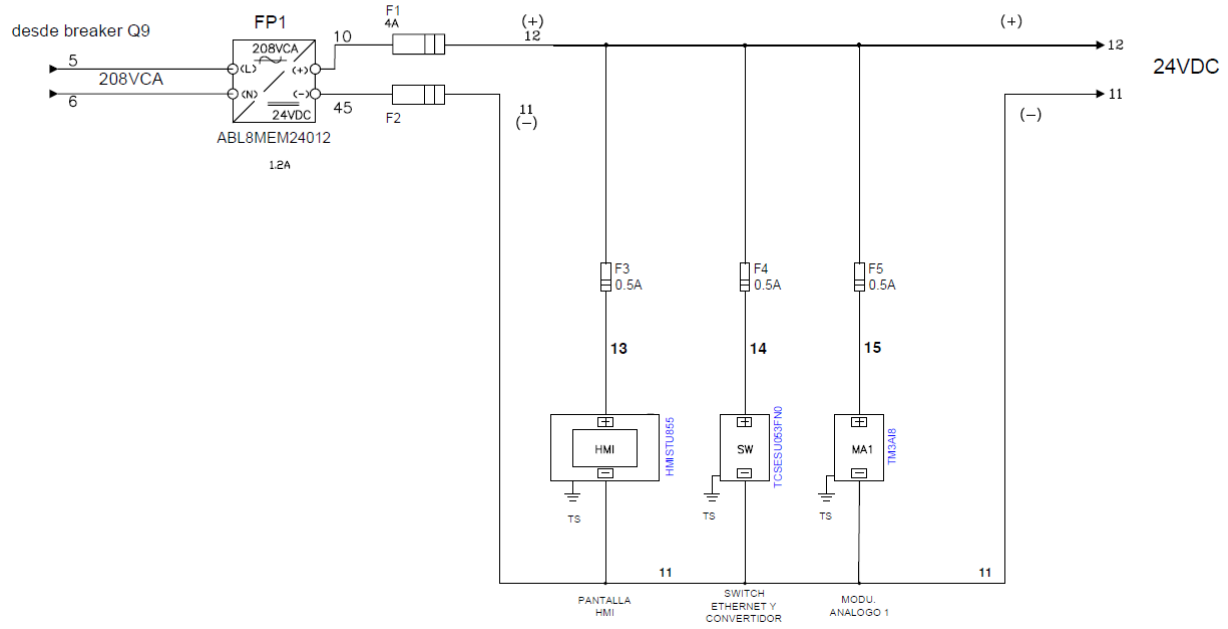 desde breaker Q9
5
208VCA
6
FP1
208VCA
(L)
(+)
(N)
(-)
24VDC
ABL8MEM24012
1.2A
10
45
F1
4A
F2
(+)
12
11
(-)
(+)
12
24VDC
11
(-)
F3
0.5A
F4
0.5A
F5
0.5A
13
14
15
+
HMI
-
HMISTU855
TS
+
SW
-
TCSESU053FN0
TS
+
MA1
-
TM3AI8
TS
11
11
PANTALLA
HMI
SWITCH
ETHERNET Y
CONVERTIDOR
MODU.
ANALOGO 1